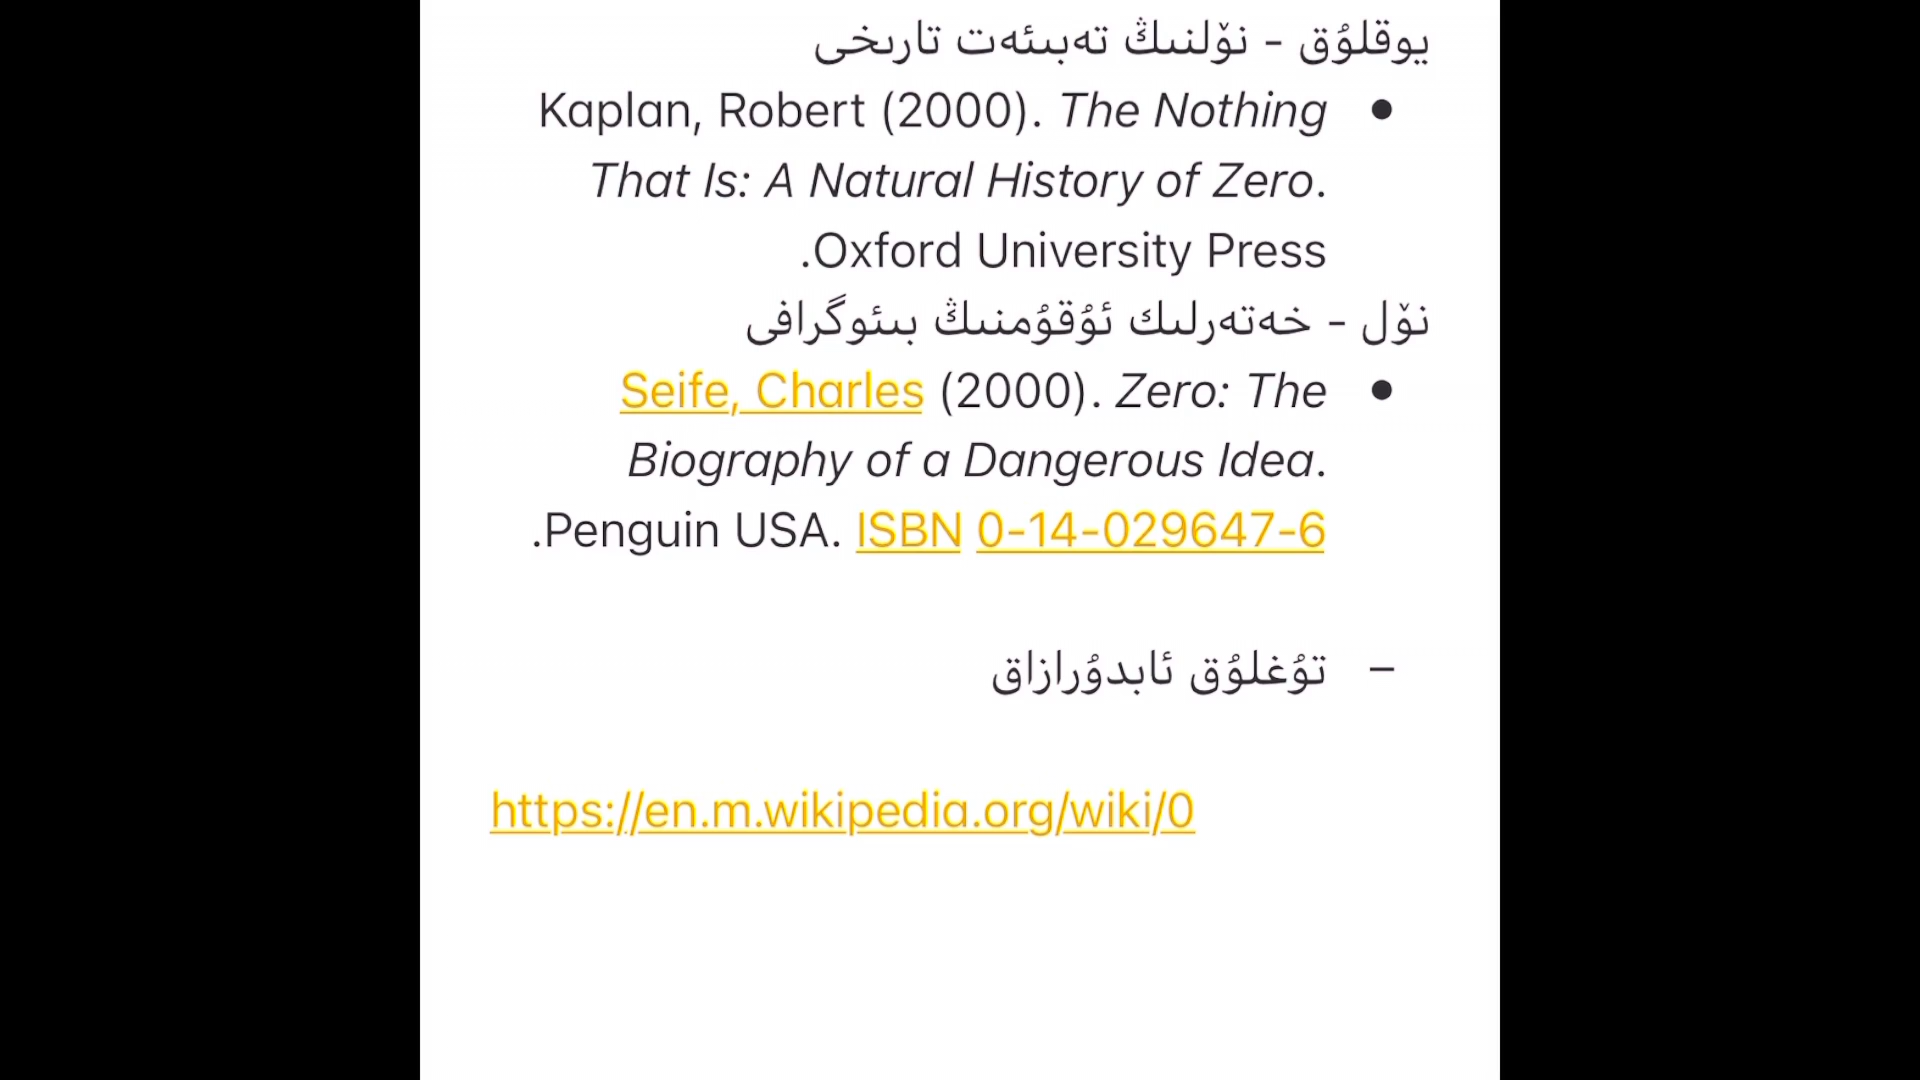 يوقلۇق - نۆلنىڭ تەبىئەت تارىخى
• Kaplan, Robert (2000). The Nothing
That Is: A Natural History of Zero.
Oxford University Press.
نۆل - خەتەرلىك ئۇقۇمنىڭ بىئوگرافى
• Seife, Charles (2000). Zero: The
Biography of a Dangerous Idea.
Penguin USA. ISBN 0-14-029647-6.
– تۇغلۇق ئابدۇرازاق
https://en.m.wikipedia.org/wiki/0